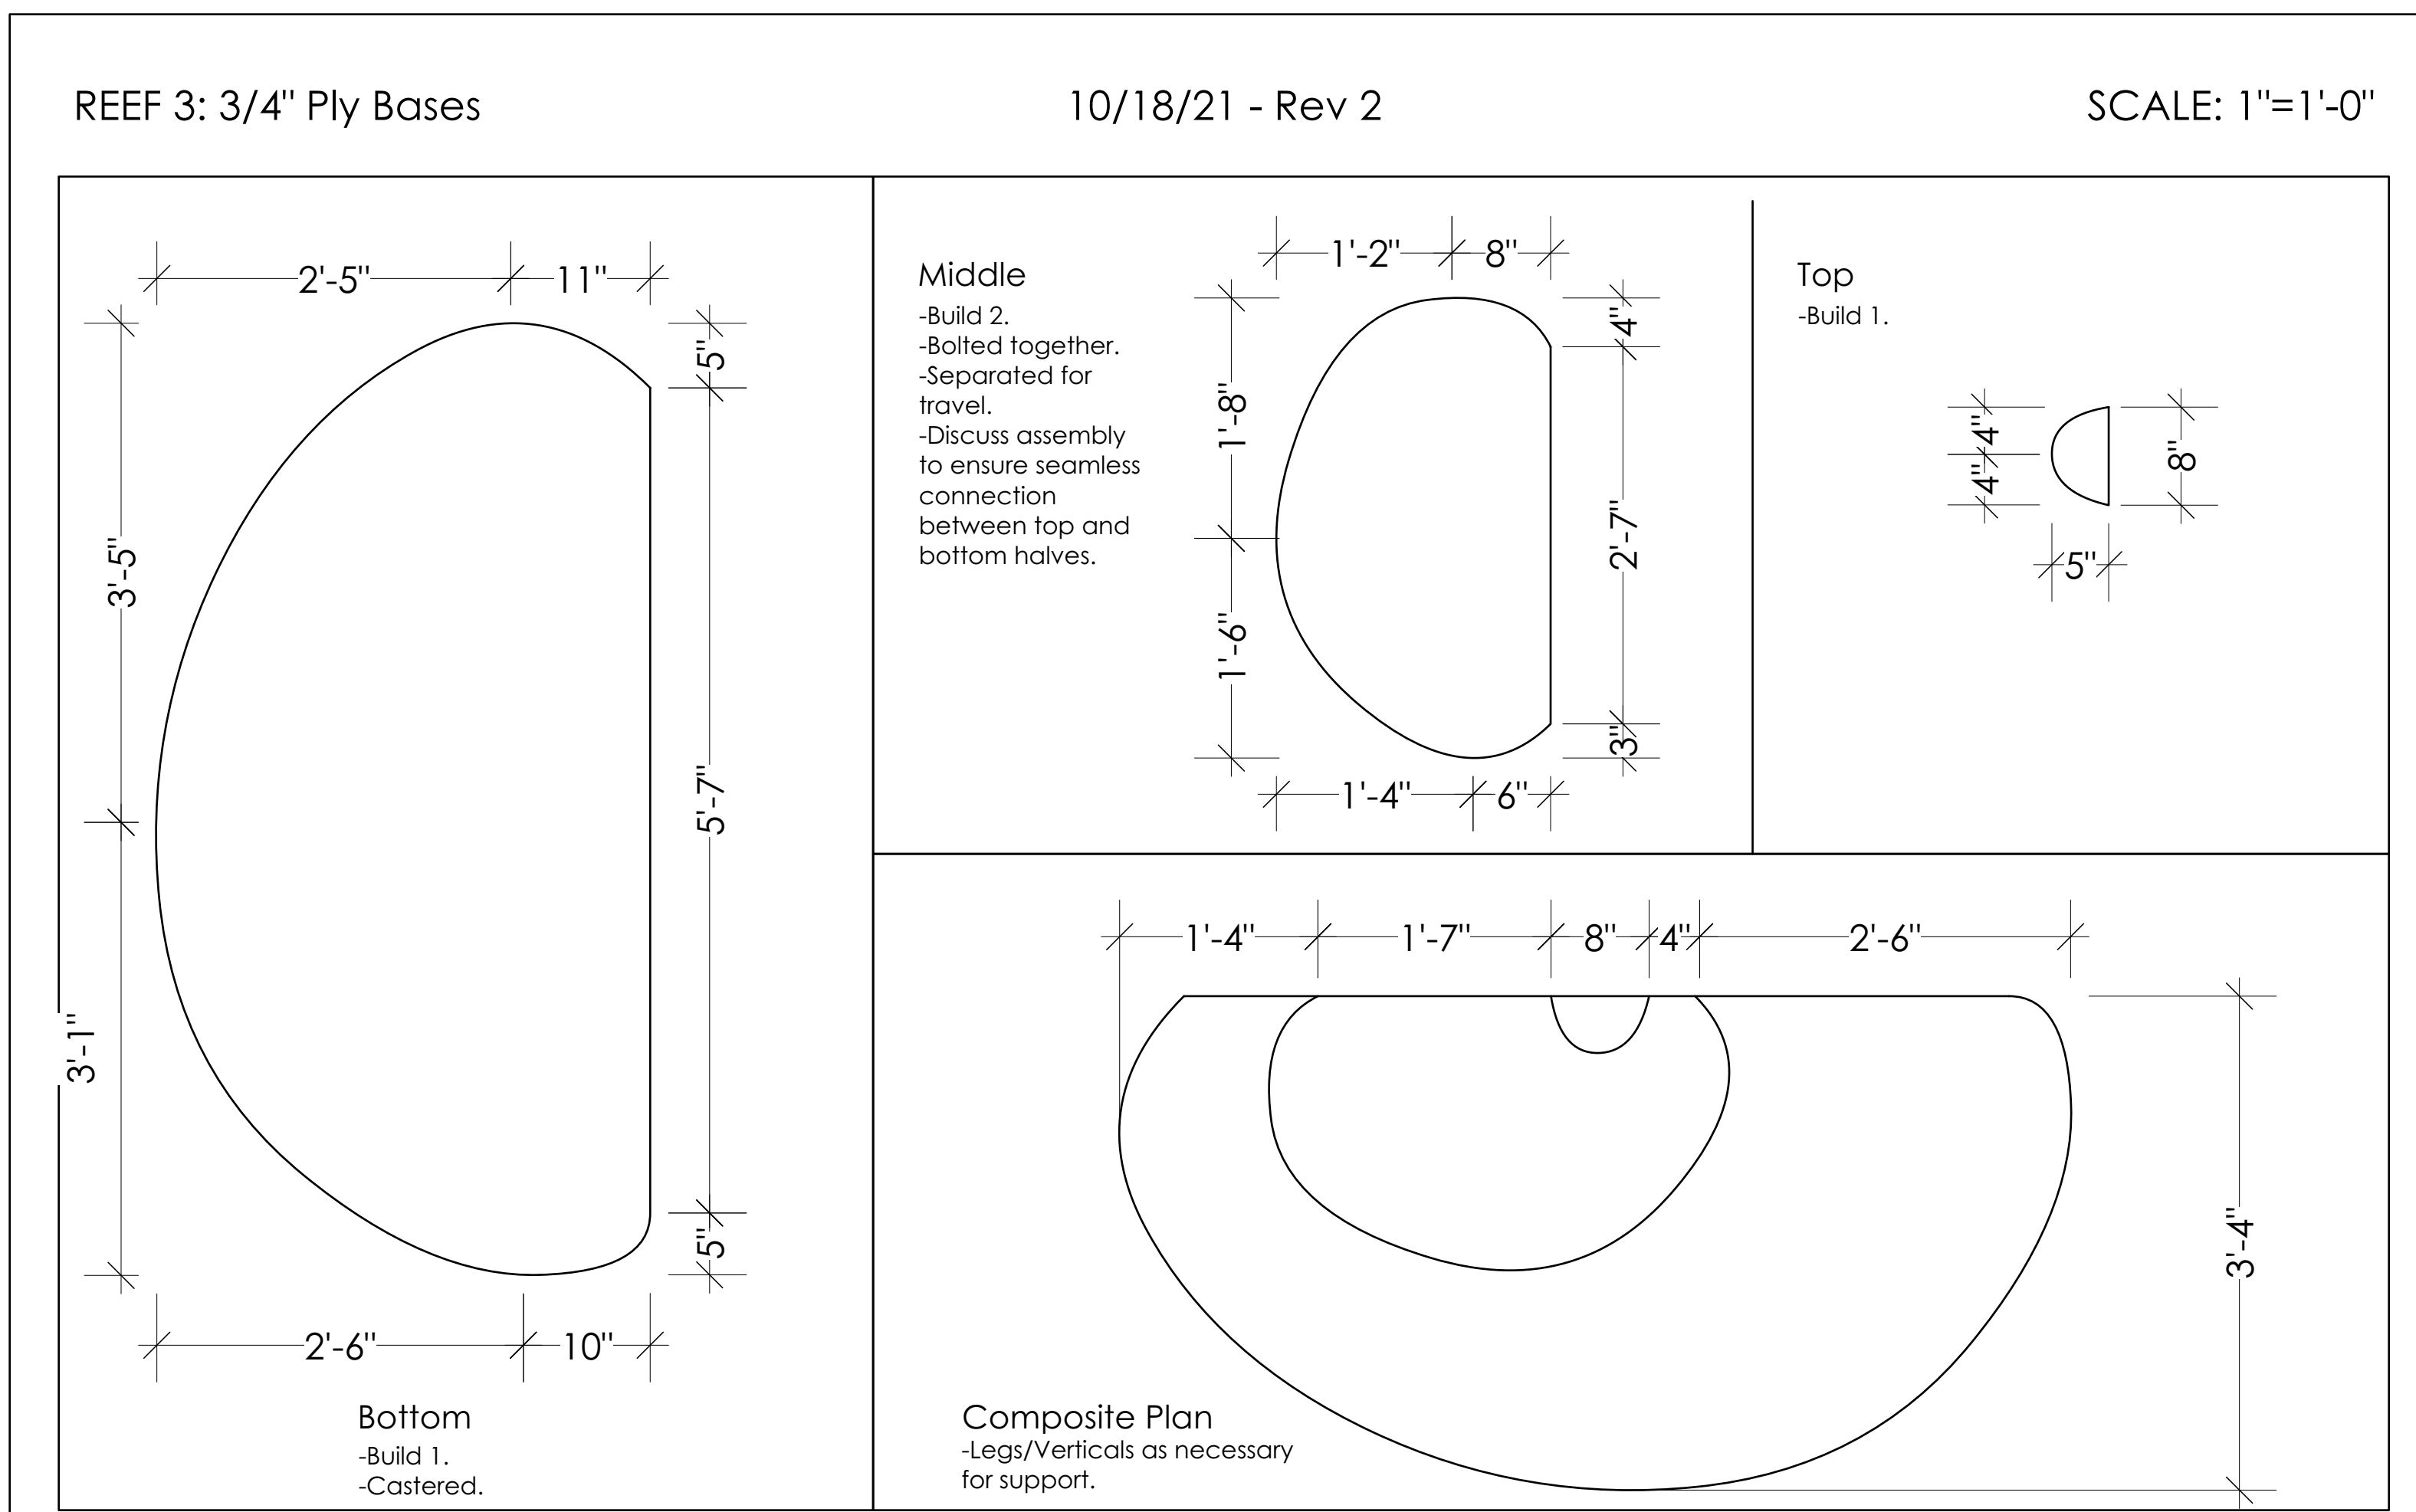 REEF 3: 3/4" Ply Bases
10/18/21 - Rev 2
SCALE: 1"=1'-0"
2'-5"
11"
5"
3'-5"
5'-7"
3'-1"
5"
2'-6"
10"
Bottom
-Build 1.
-Castered.
Middle
-Build 2.
-Bolted together.
-Separated for
travel.
-Discuss assembly
to ensure seamless
connection
between top and
bottom halves.
1'-2"
8"
4"
1'-8"
2'-7"
1'-6"
3"
1'-4"
6"
Top
-Build 1.
4"
4"
8"
5"
1'-4"
1'-7"
8"
4"
2'-6"
3'-4"
Composite Plan
-Legs/Verticals as necessary
for support.